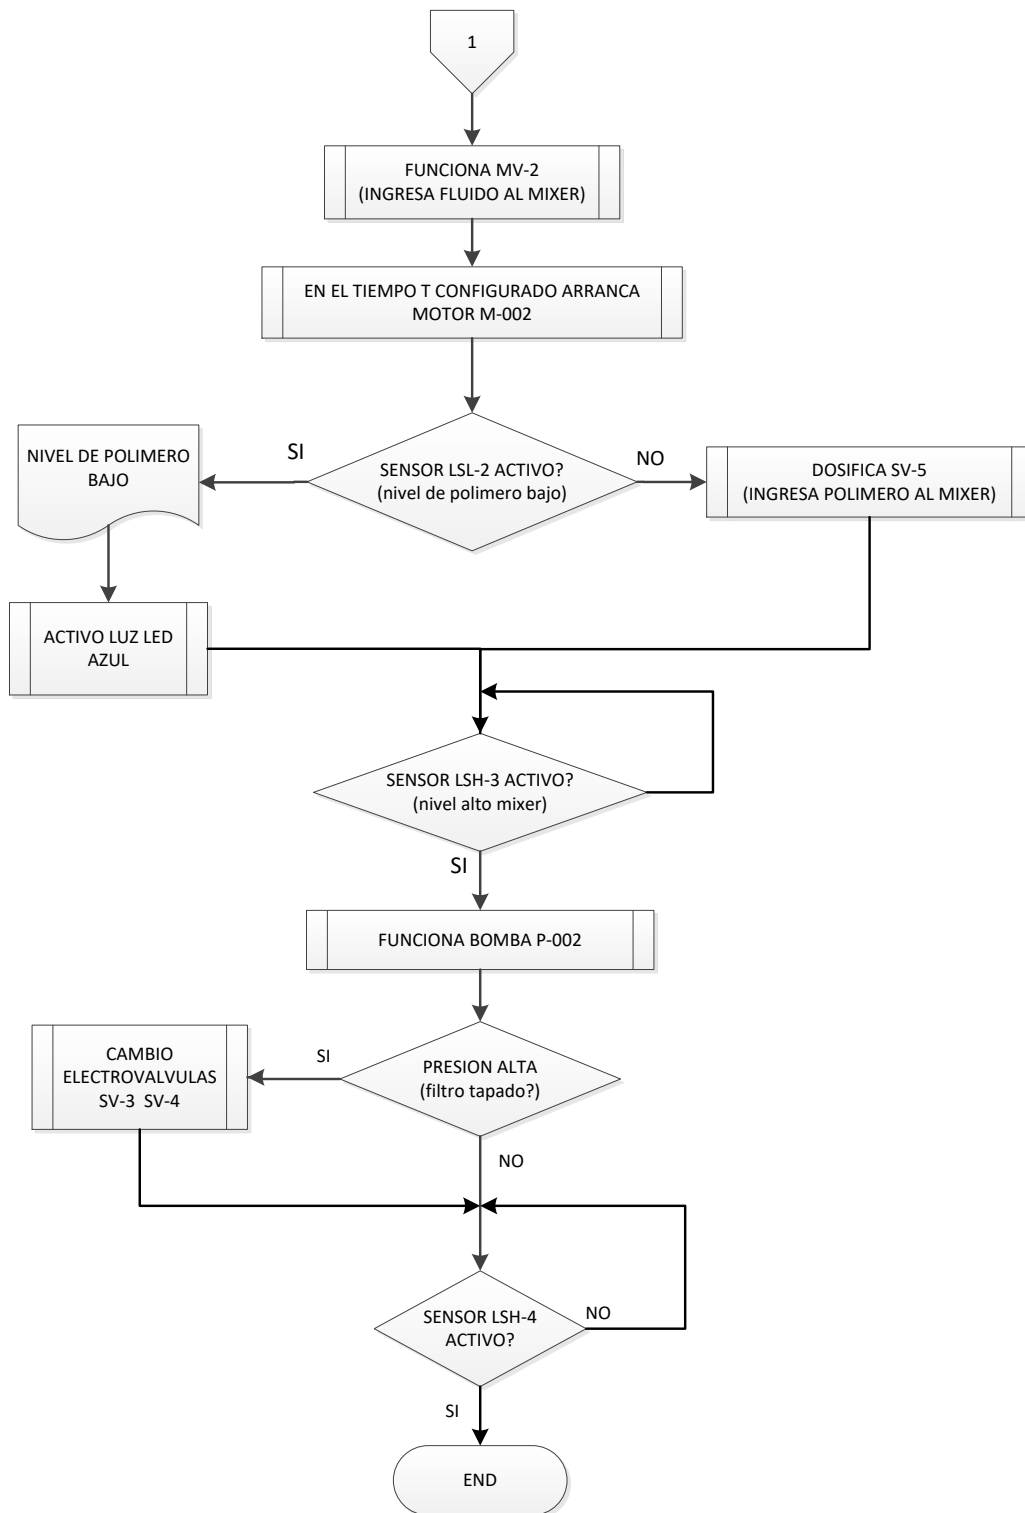 1
FUNCIONA MV-2
(INGRESA FLUIDO AL MIXER)
EN EL TIEMPO T CONFIGURADO ARRANCA
MOTOR M-002
SI
NO
NIVEL DE POLIMERO
BAJO
SENSOR LSL-2 ACTIVO?
(nivel de polimero bajo)
DOSIFICA SV-5
(INGRESA POLIMERO AL MIXER)
ACTIVO LUZ LED
AZUL
SENSOR LSH-3 ACTIVO?
(nivel alto mixer)
SI
FUNCIONA BOMBA P-002
CAMBIO
ELECTROVALVULAS
SV-3 SV-4
SI
PRESION ALTA
(filtro tapado?)
NO
SENSOR LSH-4
ACTIVO?
NO
SI
END